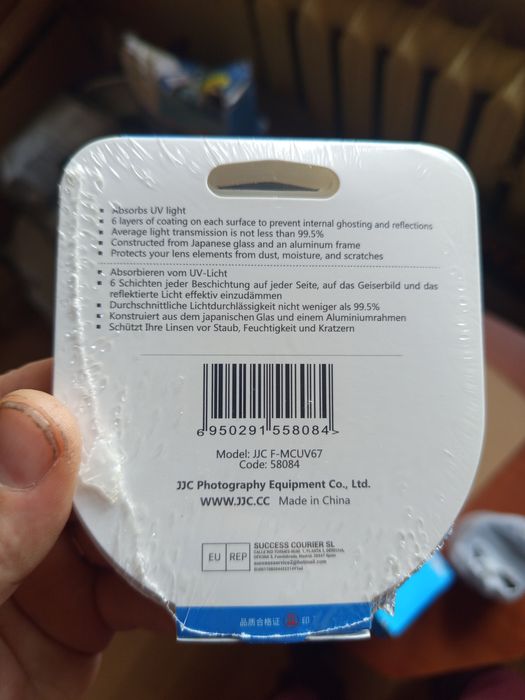 ▪ Absorbs UV light
▪ 6 layers of coating on each surface to prevent internal ghosting and reflections
▪ Average light transmission is not less than 99.5%
▪ Constructed from Japanese glass and an aluminum frame
▪ Protects your lens elements from dust, moisture, and scratches
▪ Absorbieren vom UV-Licht
▪ 6 Schichten jeder Beschichtung auf jeder Seite, auf das Geiserbild und das
reflektierte Licht effektiv einzudämmen
▪ Durchschnittliche Lichtdurchlässigkeit nicht weniger als 99.5%
▪ Konstruiert aus dem japanischen Glas und einem Aluminiumrahmen
▪ Schützt Ihre Linsen vor Staub, Feuchtigkeit und Kratzern
6 950291 558084 >
Model: JJC F-MCUV67
Code: 58084
JJC Photography Equipment Co., Ltd.
WWW.JJC.CC Made in China
EU REP
SUCCESS COURIER SL
successservice2@hotmail.com
品质合格证 印